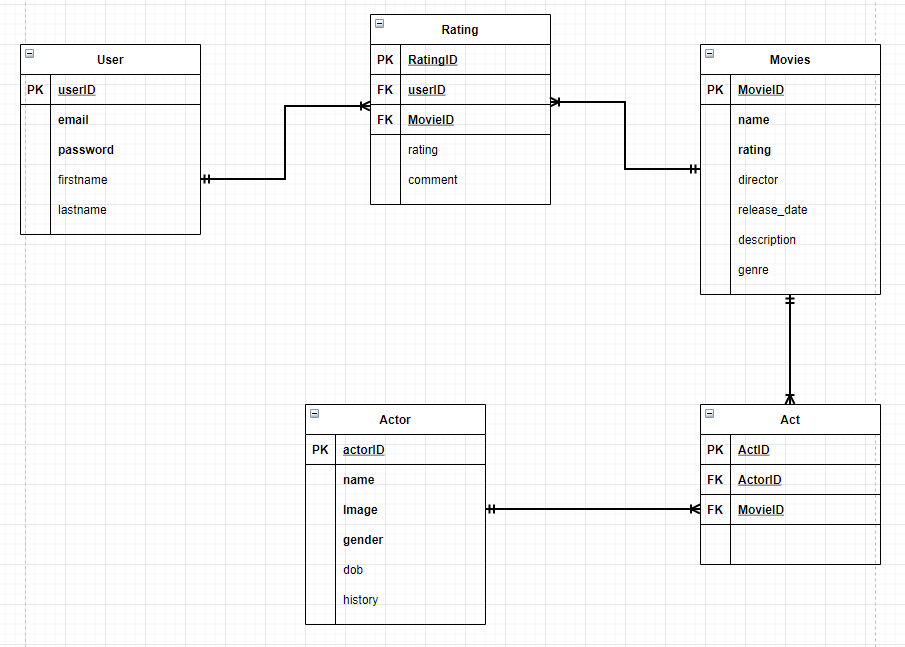 User
PK userID
email
password
firstname
lastname
Rating
PK RatingID
FK userID
FK MovieID
rating
comment
Movies
PK MovieID
name
rating
director
release_date
description
genre
Actor
PK actorID
name
Image
gender
dob
history
Act
PK ActID
FK ActorID
FK MovieID